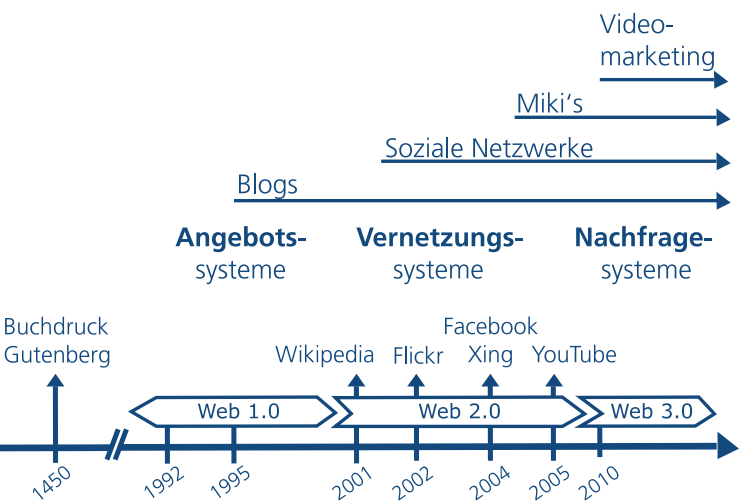 Video-
marketing
Miki‘s
Soziale Netzwerke
Blogs
Angebots-
systeme
Vernetzungs-
systeme
Nachfrage-
systeme
Buchdruck
Gutenberg
Wikipedia
Flickr
Facebook
Xing
YouTube
Web 1.0
Web 2.0
Web 3.0
1450
1992
1995
2001
2002
2004
2005
2010